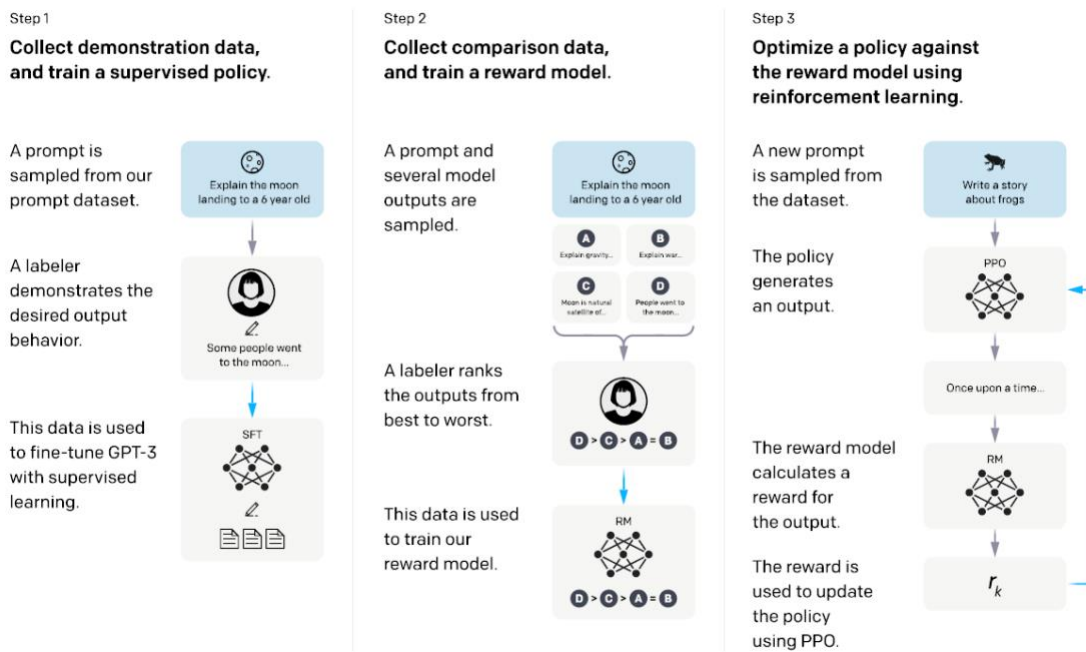 Step 1
Collect demonstration data,
and train a supervised policy.
A prompt is
sampled from our
prompt dataset.
Explain the moon
landing to a 6 year old
A labeler
demonstrates the
desired output
behavior.
Some people went
to the moon...
This data is used
to fine-tune GPT-3
with supervised
learning.
SFT
Step 2
Collect comparison data,
and train a reward model.
A prompt and
several model
outputs are
sampled.
Explain the moon
landing to a 6 year old
A
Explain gravity...
B
Explain war...
C
Moon is natural
satellite of...
D
People went to
the moon...
A labeler ranks
the outputs from
best to worst.
D > C > A = B
This data is used
to train our
reward model.
RM
D > C > A = B
Step 3
Optimize a policy against
the reward model using
reinforcement learning.
A new prompt
is sampled from
the dataset.
Write a story
about frogs
The policy
generates
an output.
PPO
Once upon a time...
The reward model
calculates a
reward for
the output.
RM
The reward is
used to update
the policy
using PPO.
rk